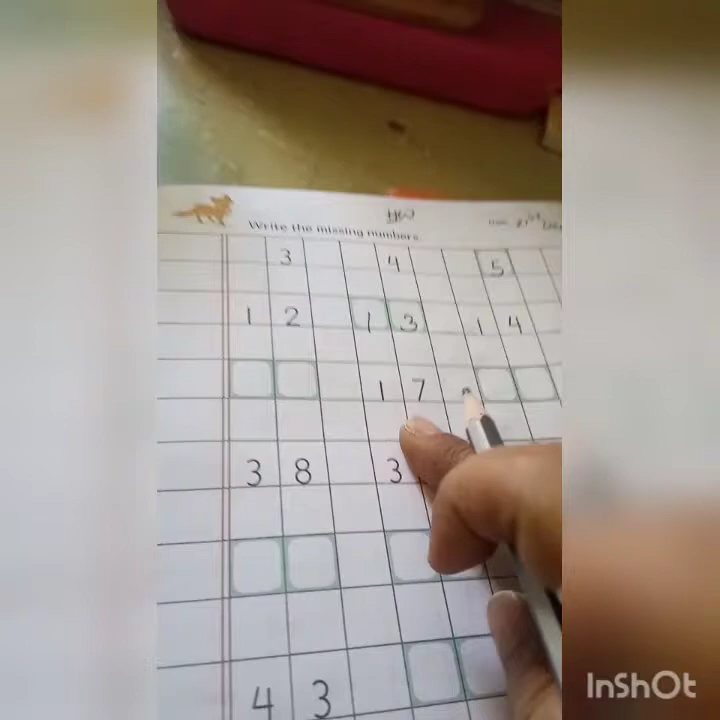 HW
Write the missing numbers.
3 4 5
1 2 1 3 1 4
1 7
3 8 3
4 3
InShOt